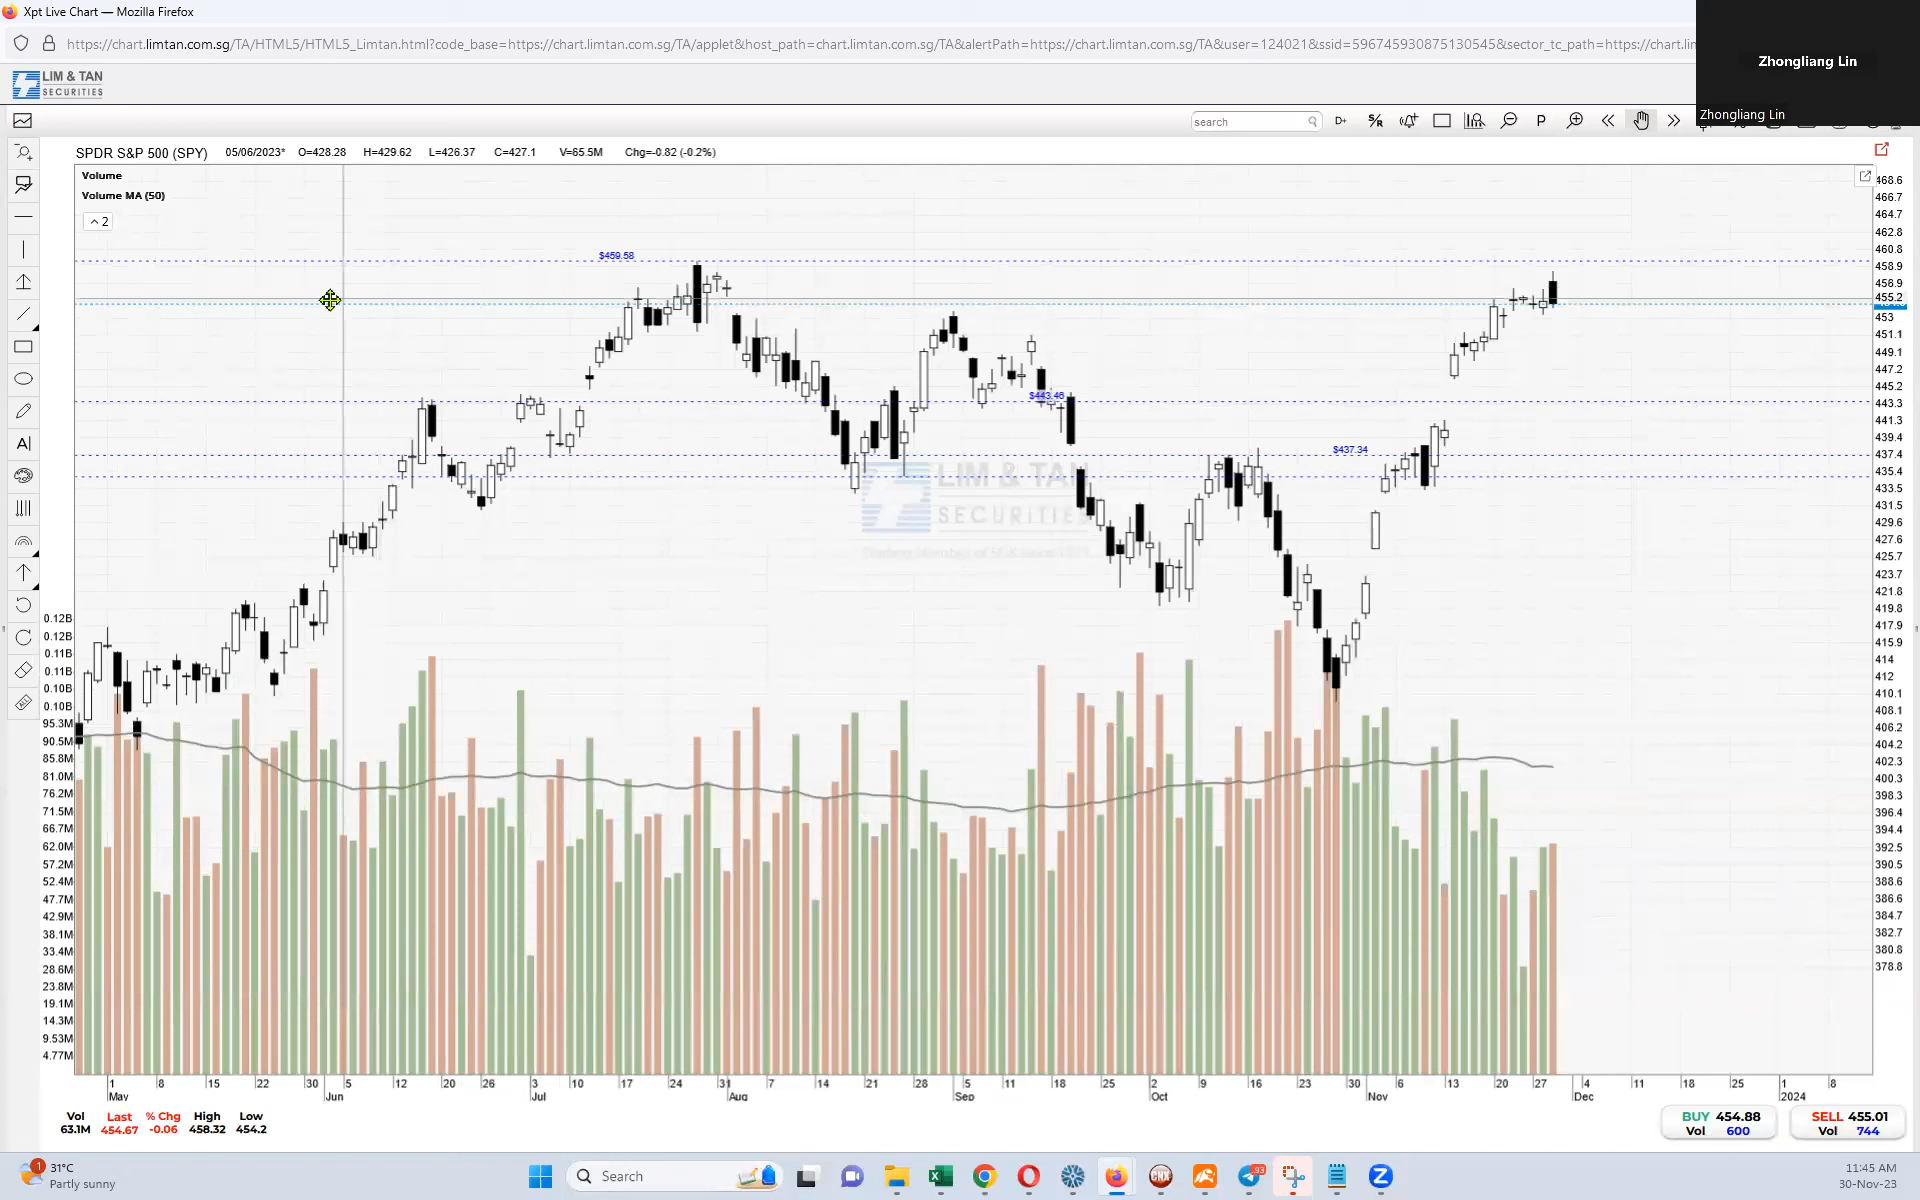 Xpt Live Chart — Mozilla Firefox
https://chart.limtan.com.sg/TA/HTML5/HTML5_Limtan.html?code_base=https://chart.limtan.com.sg/TA/applet&host_path=chart.limtan.com.sg/TA&alertPath=https://chart.limtan.com.sg/TA&user=124021&ssid=596745930875130545&sector_tc_path=https://chart.lim
Zhongliang Lin
Zhongliang Lin
LIM & TAN
SECURITIES
search
D+
S/R
P
SPDR S&P 500 (SPY) 05/06/2023* O=428.28 H=429.62 L=426.37 C=427.1 V=65.5M Chg=-0.82 (-0.2%)
Volume
Volume MA (50)
2
A
$459.58
$443.46
$437.34
LIM & TAN
SECURITIES
468.6
466.7
464.7
462.8
460.8
458.9
456.9
455.2
453
451.1
449.1
447.2
445.2
443.3
441.3
439.4
437.4
435.4
433.5
431.5
429.6
427.6
425.7
423.7
421.8
419.8
417.9
415.9
414
412
410.1
408.1
406.2
404.2
402.3
400.3
398.3
396.4
394.4
392.5
390.5
388.6
386.6
384.7
382.7
380.8
378.8
0.12B
0.12B
0.11B
0.11B
0.10B
0.10B
95.3M
90.5M
85.8M
81.0M
76.2M
71.5M
66.7M
62.0M
57.2M
52.4M
47.7M
42.9M
38.1M
33.4M
28.6M
23.8M
19.1M
14.3M
9.53M
4.77M
1 8 15 22 30 5 12 20 26 3 10 17 24 31 7 14 21 28 5 11 18 25 2 9 16 23 30 6 13 20 27 4 11 18 25 1 8
May Jun Jul Aug Sep Oct Nov Dec 2024
Vol Last % Chg High Low
63.1M 454.67 -0.06 458.32 454.2
BUY 454.88
Vol 600
SELL 455.01
Vol 744
1
31°C
Partly sunny
Search
93
11:45 AM
30-Nov-23